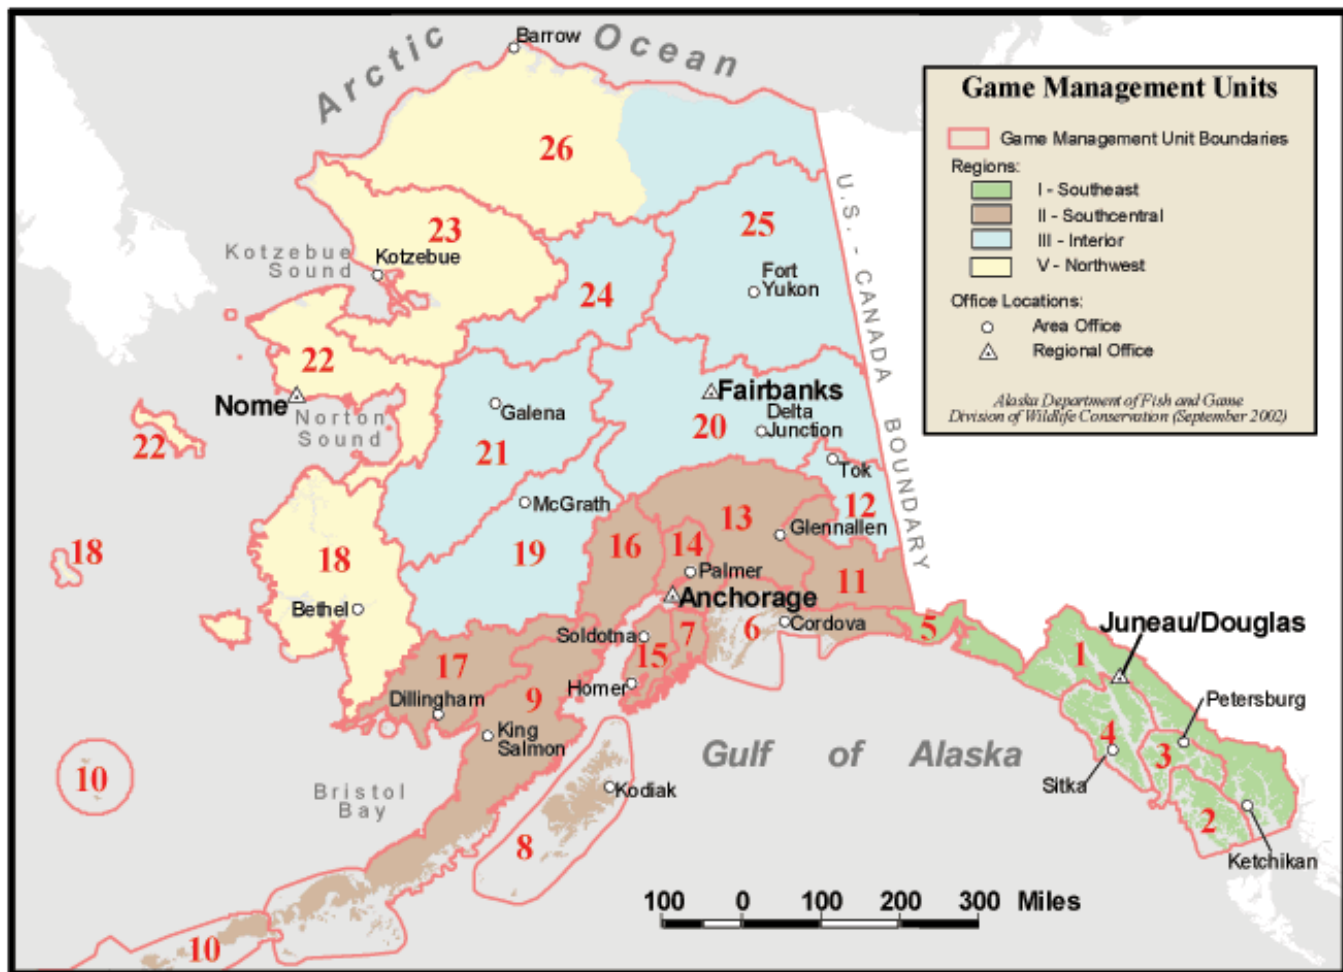 Arctic Ocean
Barrow
Game Management Units
Game Management Unit Boundaries
Regions:
I - Southeast
II - Southcentral
III - Interior
V - Northwest
Office Locations:
Area Office
Regional Office
Alaska Department of Fish and Game
Division of Wildlife Conservation (September 2002)
26
U.S. - CANADA BOUNDARY
23
25
Kotzebue
Sound
Kotzebue
24
Fort
Yukon
22
Nome
Norton
Sound
Galena
Fairbanks
20
Delta
Junction
22
21
Tok
McGrath
12
13
Glennallen
18
18
19
16
14
Palmer
11
Bethel
Anchorage
Soldotna
7
6
Cordova
5
Juneau/Douglas
1
17
15
Homer
9
Dillingham
King
Salmon
Petersburg
4
3
Sitka
Gulf of Alaska
10
Bristol
Bay
Kodiak
8
2
Ketchikan
10
100 0 100 200 300 Miles